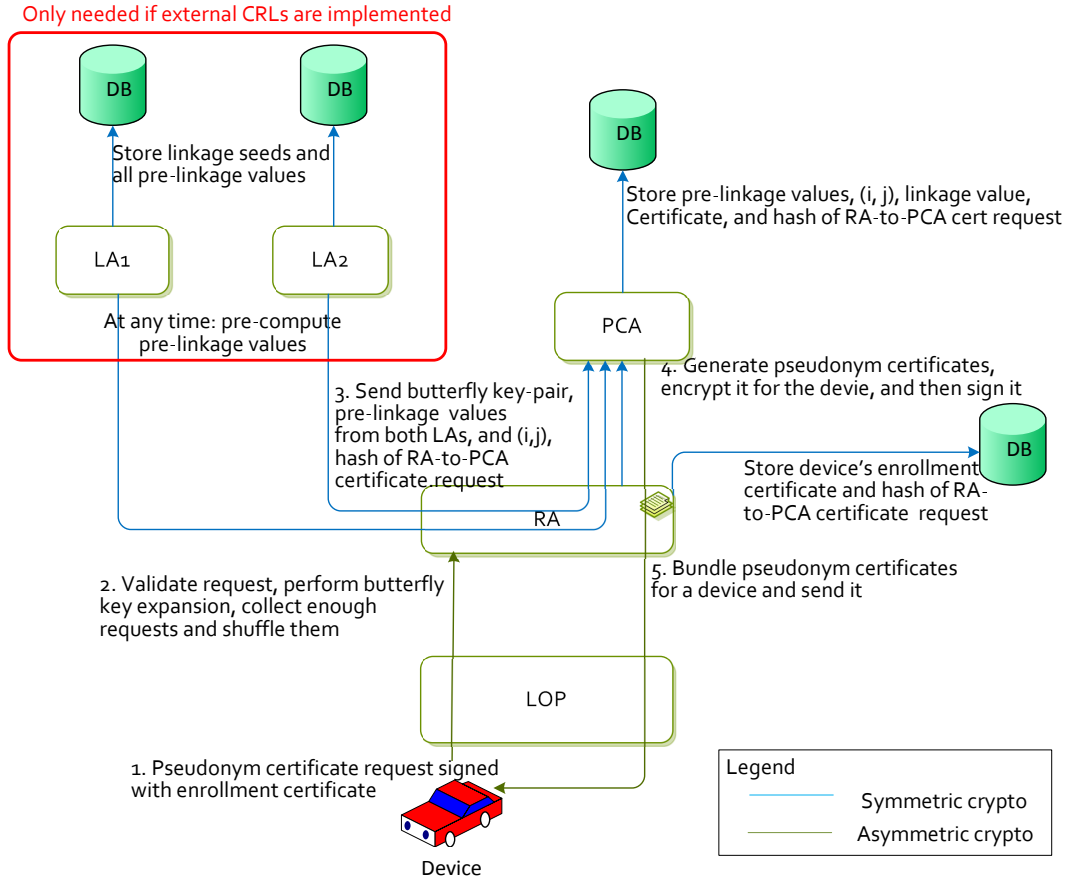 Only needed if external CRLs are implemented
DB
DB
DB
Store linkage seeds and
all pre-linkage values
Store pre-linkage values, (i, j), linkage value,
Certificate, and hash of RA-to-PCA cert request
LA1
LA2
At any time: pre-compute
pre-linkage values
PCA
4. Generate pseudonym certificates,
encrypt it for the devie, and then sign it
3. Send butterfly key-pair,
pre-linkage values
from both LAs, and (i,j),
hash of RA-to-PCA
certificate request
DB
Store device's enrollment
certificate and hash of RA-
to-PCA certificate request
RA
2. Validate request, perform butterfly
key expansion, collect enough
requests and shuffle them
5. Bundle pseudonym certificates
for a device and send it
LOP
1. Pseudonym certificate request signed
with enrollment certificate
Device
Legend
Symmetric crypto
Asymmetric crypto